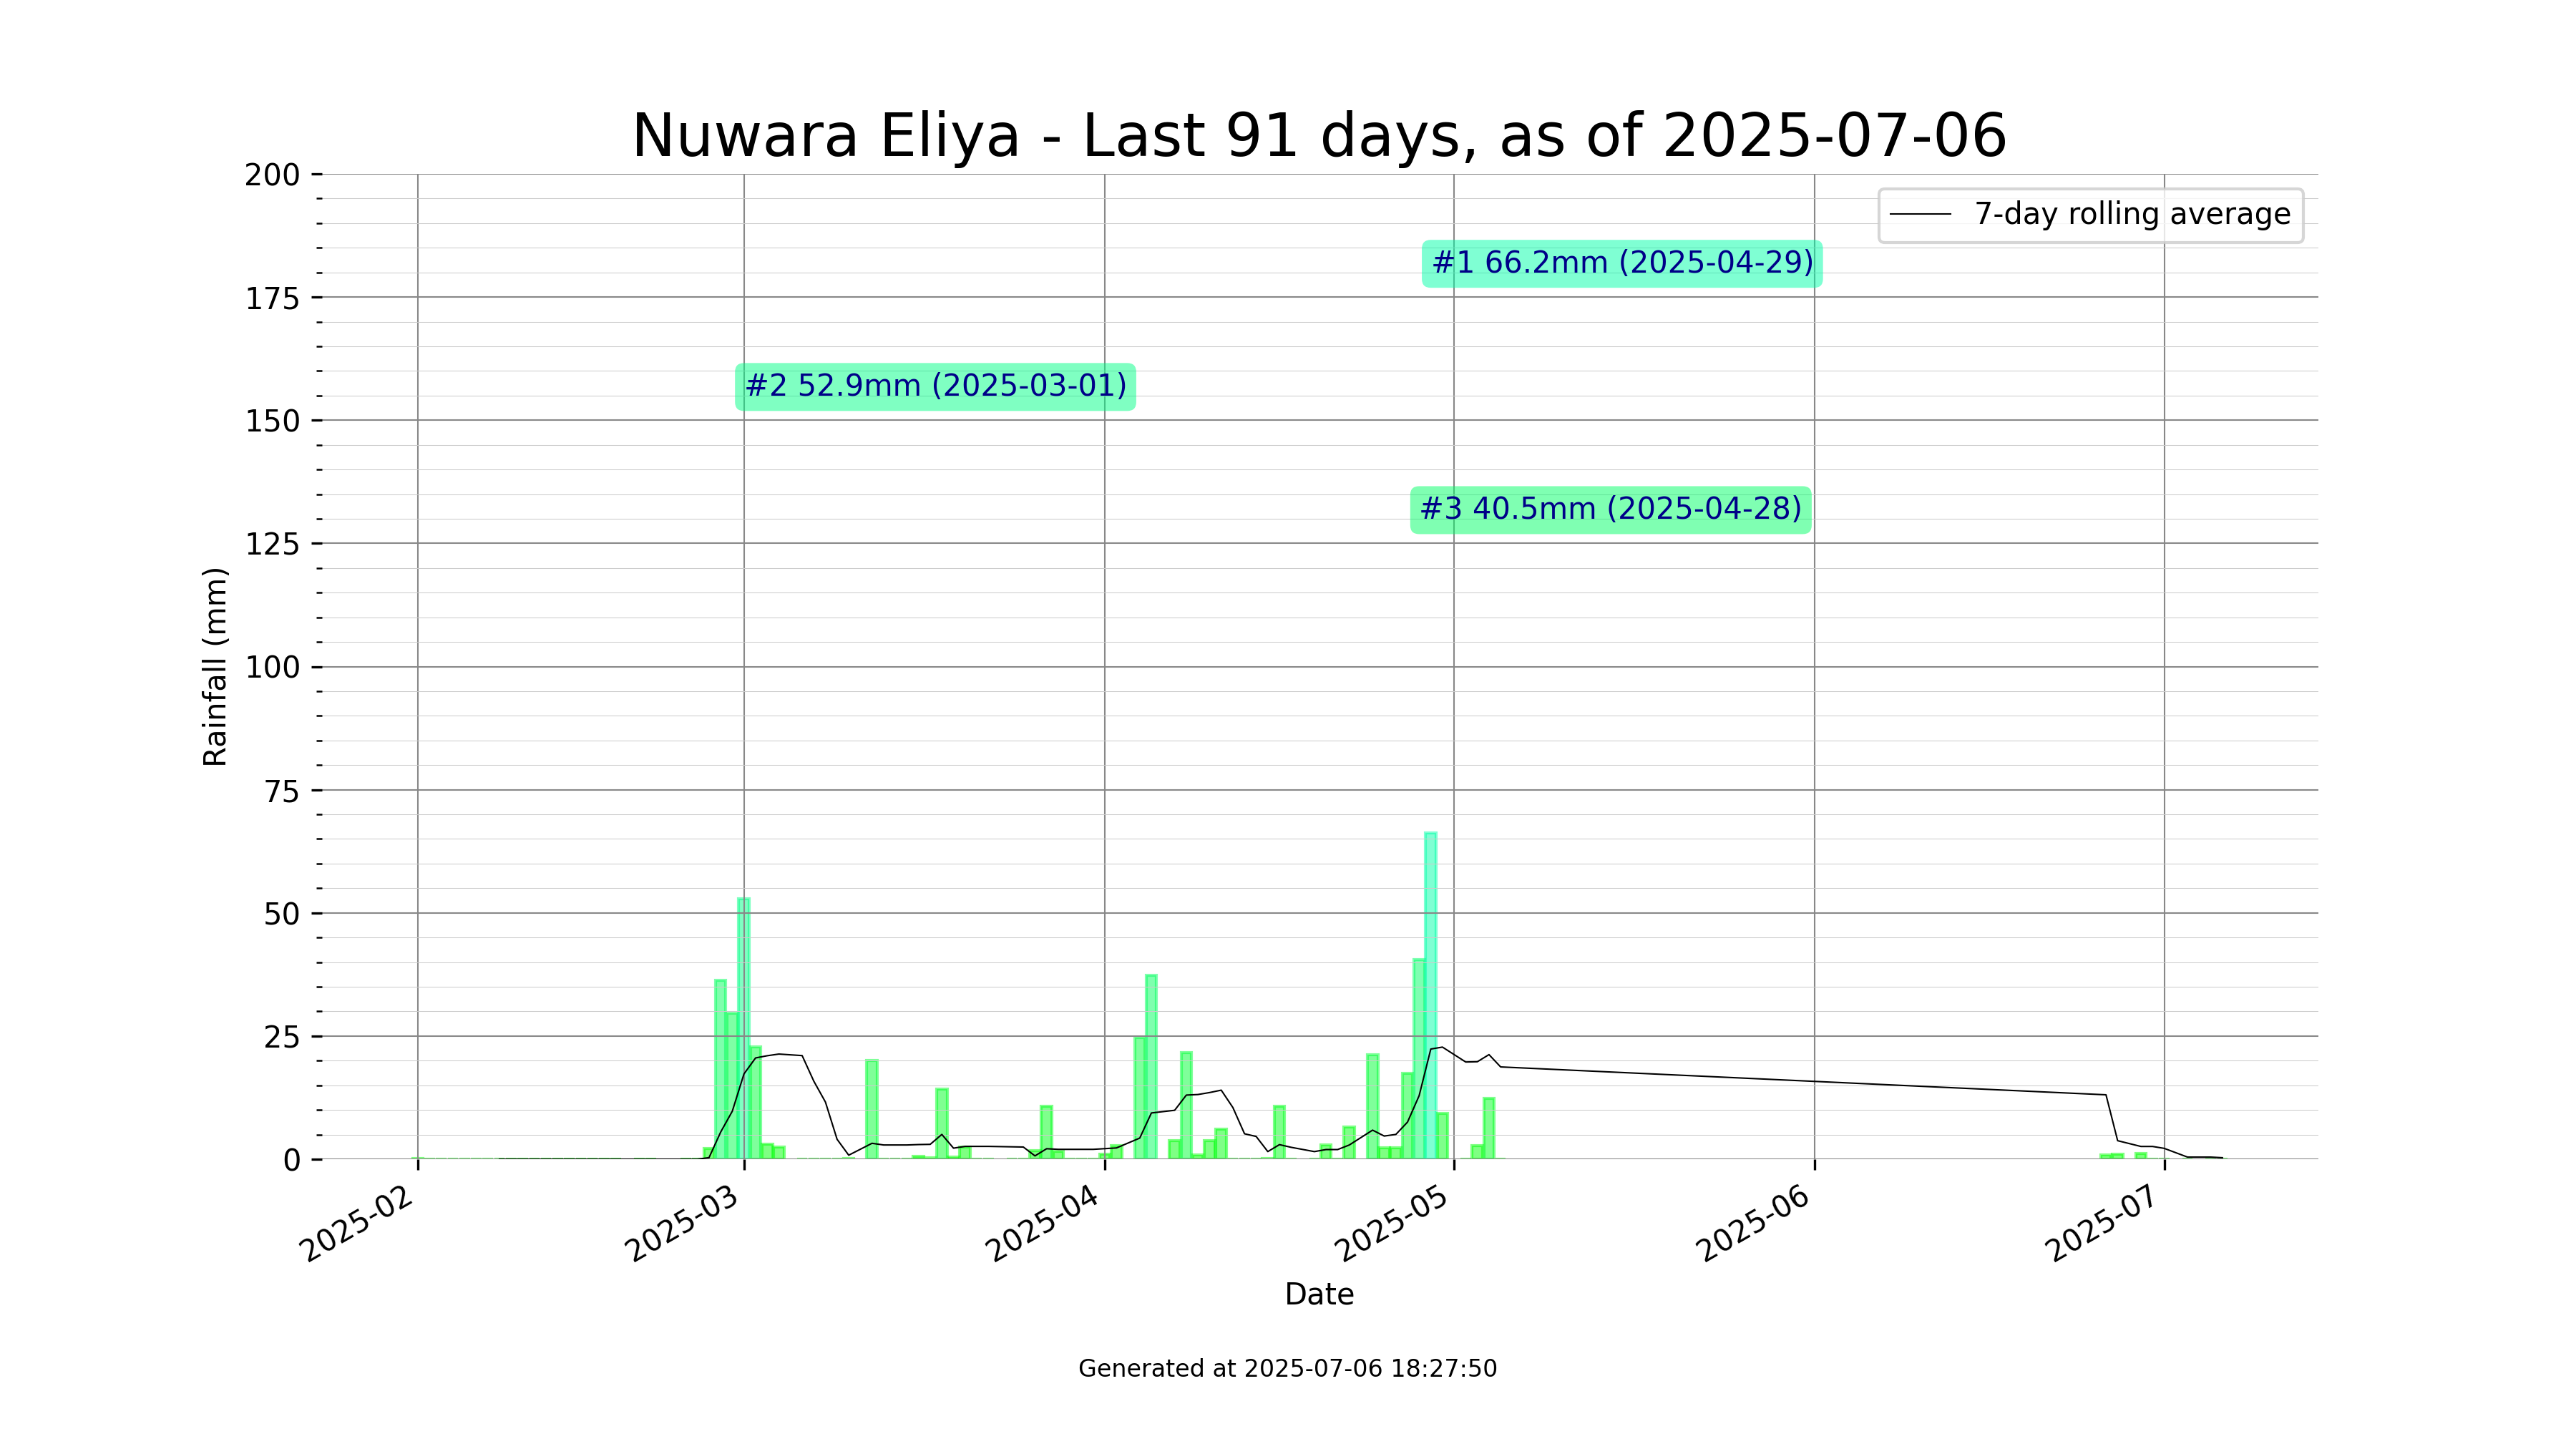 Nuwara Eliya - Last 91 days, as of 2025-07-06
7-day rolling average
#1 66.2mm (2025-04-29)
#2 52.9mm (2025-03-01)
#3 40.5mm (2025-04-28)
Rainfall (mm)
200
175
150
125
100
75
50
25
0
2025-02
2025-03
2025-04
2025-05
2025-06
2025-07
Date
Generated at 2025-07-06 18:27:50